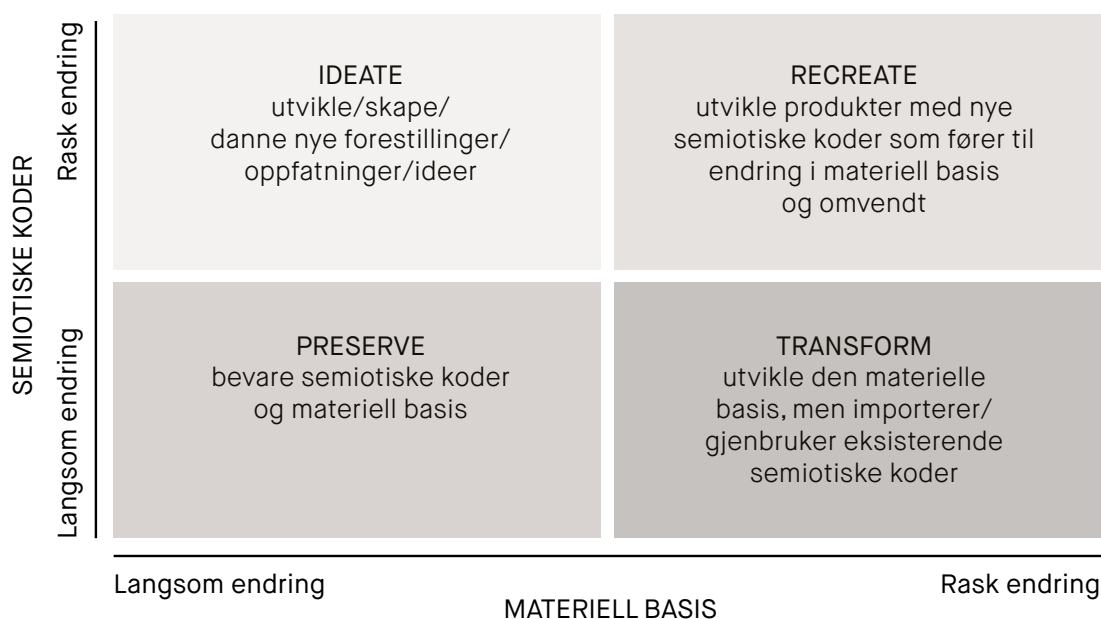 SEMIOTISKE KODER
Rask endring
Langsom endring
IDEATE
utvikle/skape/
danne nye forestillinger/
oppfatninger/ideer
RECREATE
utvikle produkter med nye
semiotiske koder som fører til
endring i materiell basis
og omvendt
PRESERVE
bevare semiotiske koder
og materiell basis
TRANSFORM
utvikle den materielle
basis, men importerer/
gjenbruker eksisterende
semiotiske koder
Langsom endring
Rask endring
MATERIELL BASIS